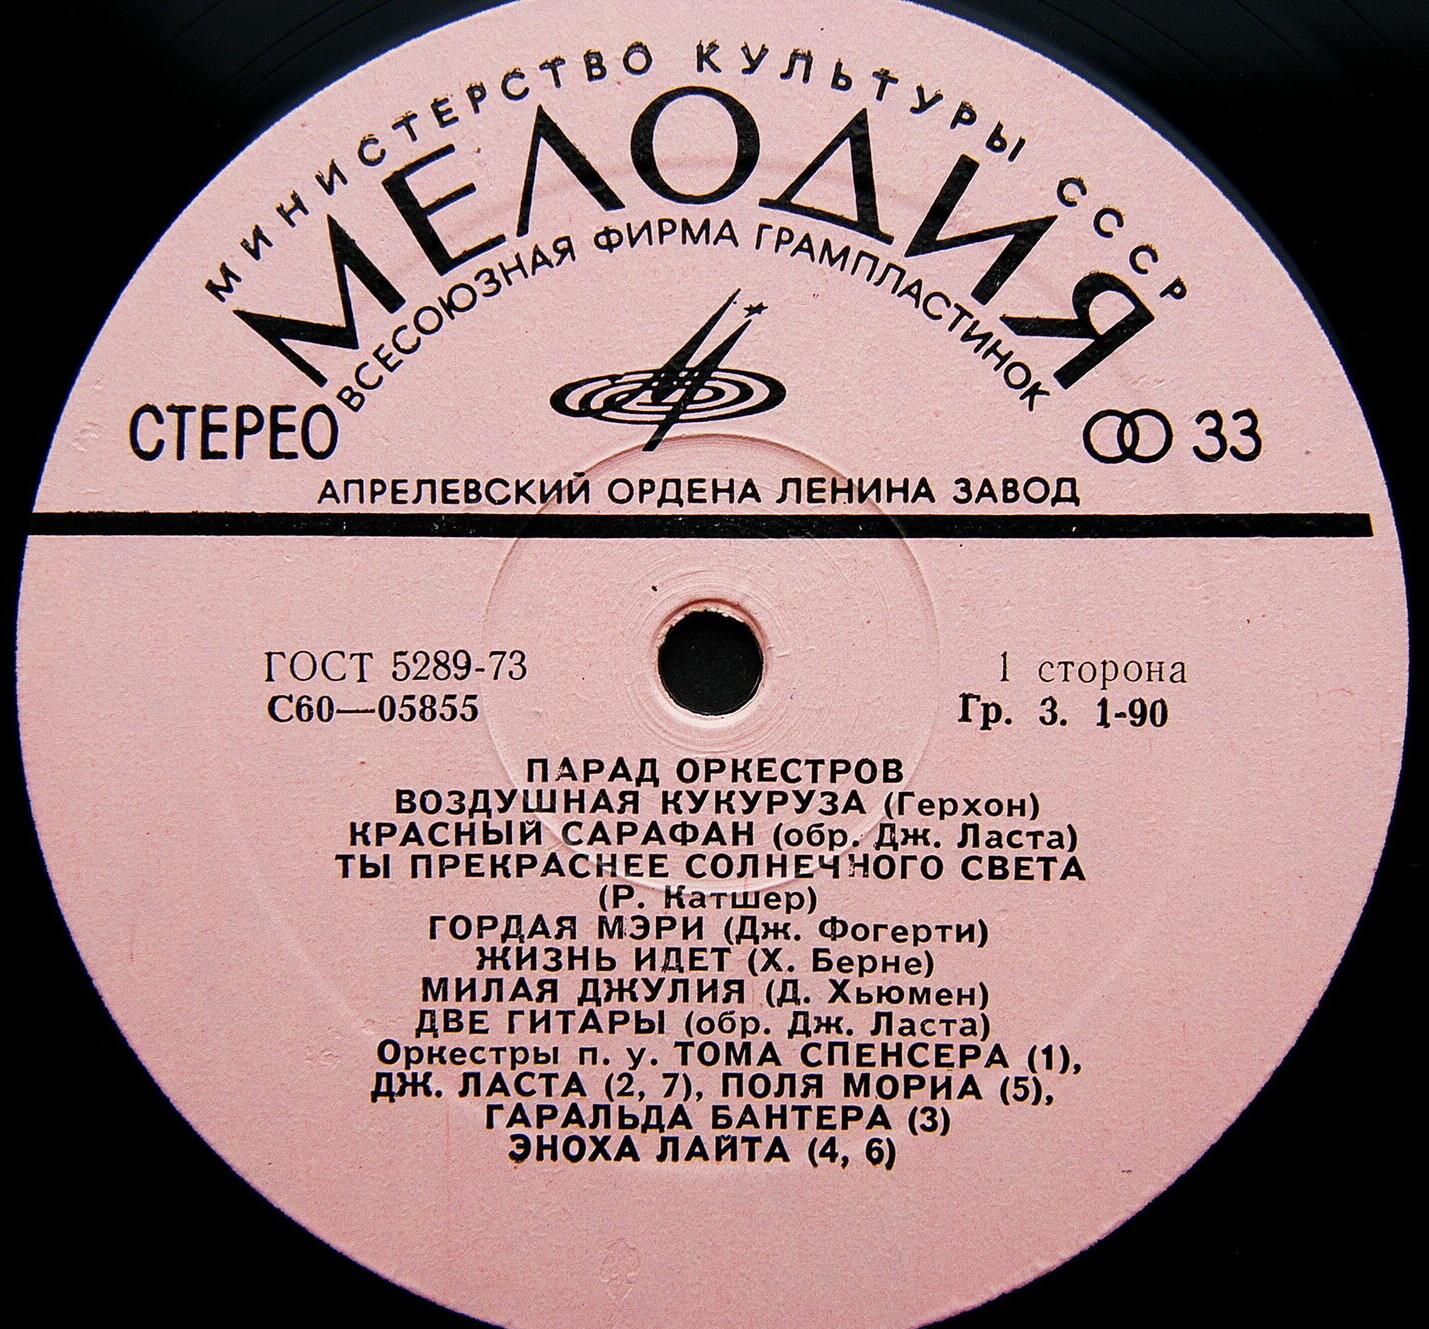 МИНИСТЕРСТВО КУЛЬТУРЫ СССР
МЕЛОДИЯ
ВСЕСОЮЗНАЯ ФИРМА ГРАМПЛАСТИНОК
СТЕРЕО
33
АПРЕЛЕВСКИЙ ОРДЕНА ЛЕНИНА ЗАВОД
ГОСТ 5289-73
1 сторона
С60—05855
Гр. 3. 1-90
ПАРАД ОРКЕСТРОВ
ВОЗДУШНАЯ КУКУРУЗА (Герхон)
КРАСНЫЙ САРАФАН (обр. Дж. Ласта)
ТЫ ПРЕКРАСНЕЕ СОЛНЕЧНОГО СВЕТА
(Р. Катшер)
ГОРДАЯ МЭРИ (Дж. Фогерти)
ЖИЗНЬ ИДЕТ (Х. Берне)
МИЛАЯ ДЖУЛИЯ (Д. Хьюмен)
ДВЕ ГИТАРЫ (обр. Дж. Ласта)
Оркестры п. у. ТОМА СПЕНСЕРА (1),
ДЖ. ЛАСТА (2, 7), ПОЛЯ МОРИА (5),
ГАРАЛЬДА БАНТЕРА (3)
ЭНОХА ЛАЙТА (4, 6)